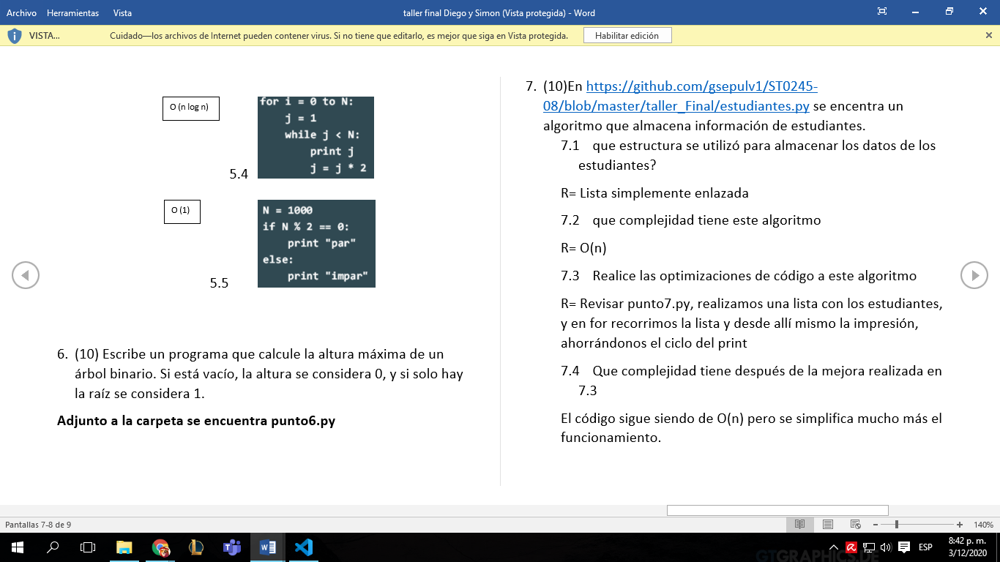 Archivo Herramientas Vista
taller final Diego y Simon (Vista protegida) - Word
VISTA... Cuidado—los archivos de Internet pueden contener virus. Si no tiene que editarlo, es mejor que siga en Vista protegida. Habilitar edición
O (n log n)
for i = 0 to N:
j = 1
while j < N:
print j
j = j * 2
5.4
O (1)
N = 1000
if N % 2 == 0:
print "par"
else:
print "impar"
5.5
6. (10) Escribe un programa que calcule la altura máxima de un
árbol binario. Si está vacío, la altura se considera 0, y si solo hay
la raíz se considera 1.
Adjunto a la carpeta se encuentra punto6.py
7. (10)En https://github.com/gsepulv1/ST0245-
08/blob/master/taller_Final/estudiantes.py se encentra un
algoritmo que almacena información de estudiantes.
7.1 que estructura se utilizó para almacenar los datos de los
estudiantes?
R= Lista simplemente enlazada
7.2 que complejidad tiene este algoritmo
R= O(n)
7.3 Realice las optimizaciones de código a este algoritmo
R= Revisar punto7.py, realizamos una lista con los estudiantes,
y en for recorrimos la lista y desde allí mismo la impresión,
ahorrándonos el ciclo del print
7.4 Que complejidad tiene después de la mejora realizada en
7.3
El código sigue siendo de O(n) pero se simplifica mucho más el
funcionamiento.
Pantallas 7-8 de 9
140%
ESP
8:42 p. m.
3/12/2020
GTGRAPHICS.DE